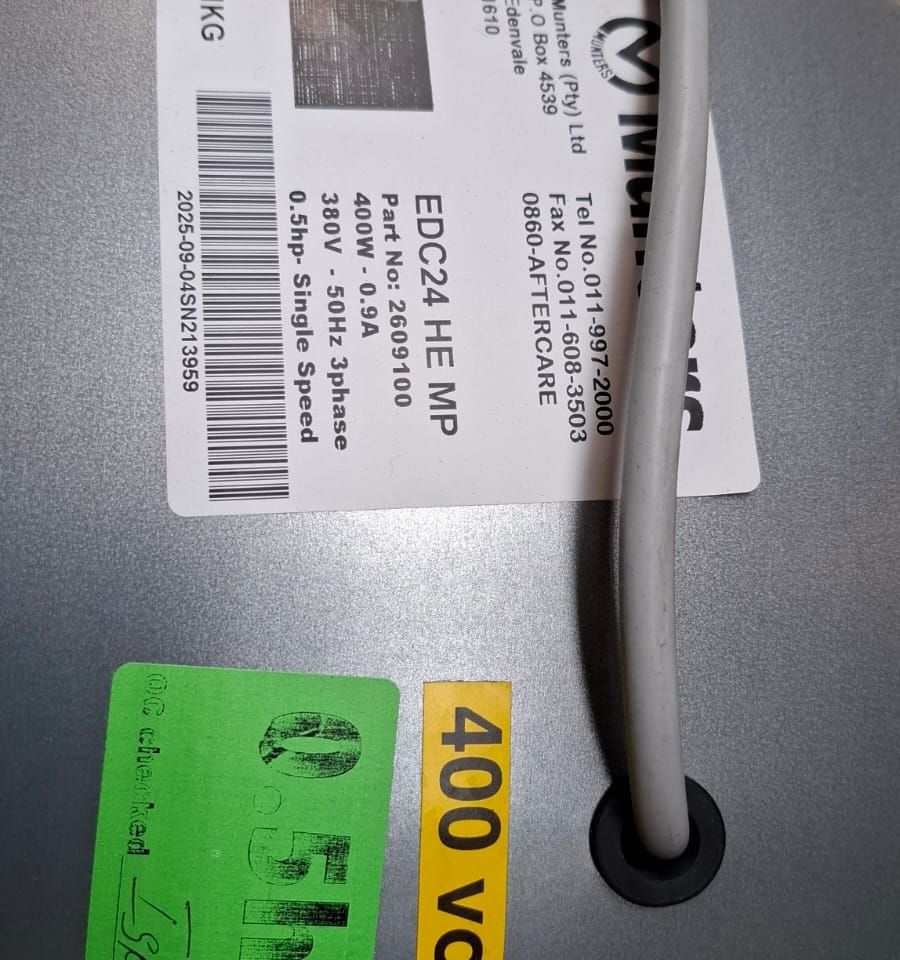 Munters
MUNTERS
Munters (Pty) Ltd
P.O Box 4539
Edenvale
1610
Tel No.011-997-2000
Fax No.011-608-3503
0860-AFTERCARE
EDC24 HE MP
Part No: 2609100
400W - 0.9A
380V - 50Hz 3phase
0.5hp- Single Speed
KG
2025-09-04SN213959
400 vo
0.5h
QC checked